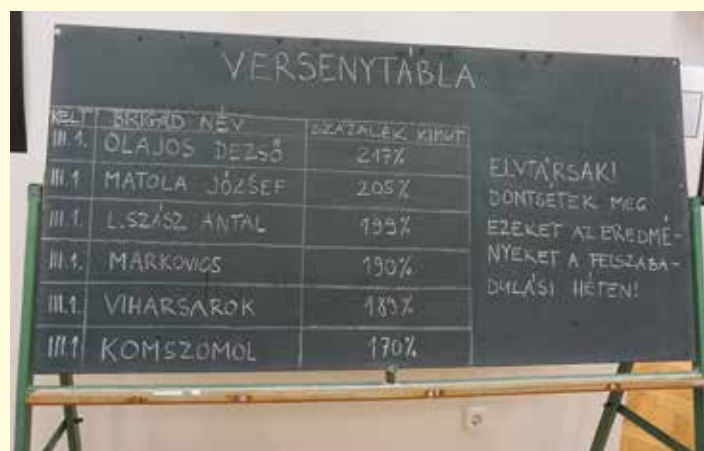 VERSENYTÁBLA
KELT BRIGÁD NÉV SZÁZALÉK KIMUT
III.1. OLAJOS DEZSŐ 217%
III.1 MATOLA JÓZSEF 205%
III.1. L.SZÁSZ ANTAL 199%
III.1. MARKOVICS 190%
III.1. VIHARSAROK 189%
III.1 KOMSZOMOL 170%
ELVTÁRSAK!
DÖNTSÉTEK MEG
EZEKET AZ EREDMÉ-
NYEKET A FELSZABA-
DULÁSI HÉTEN!